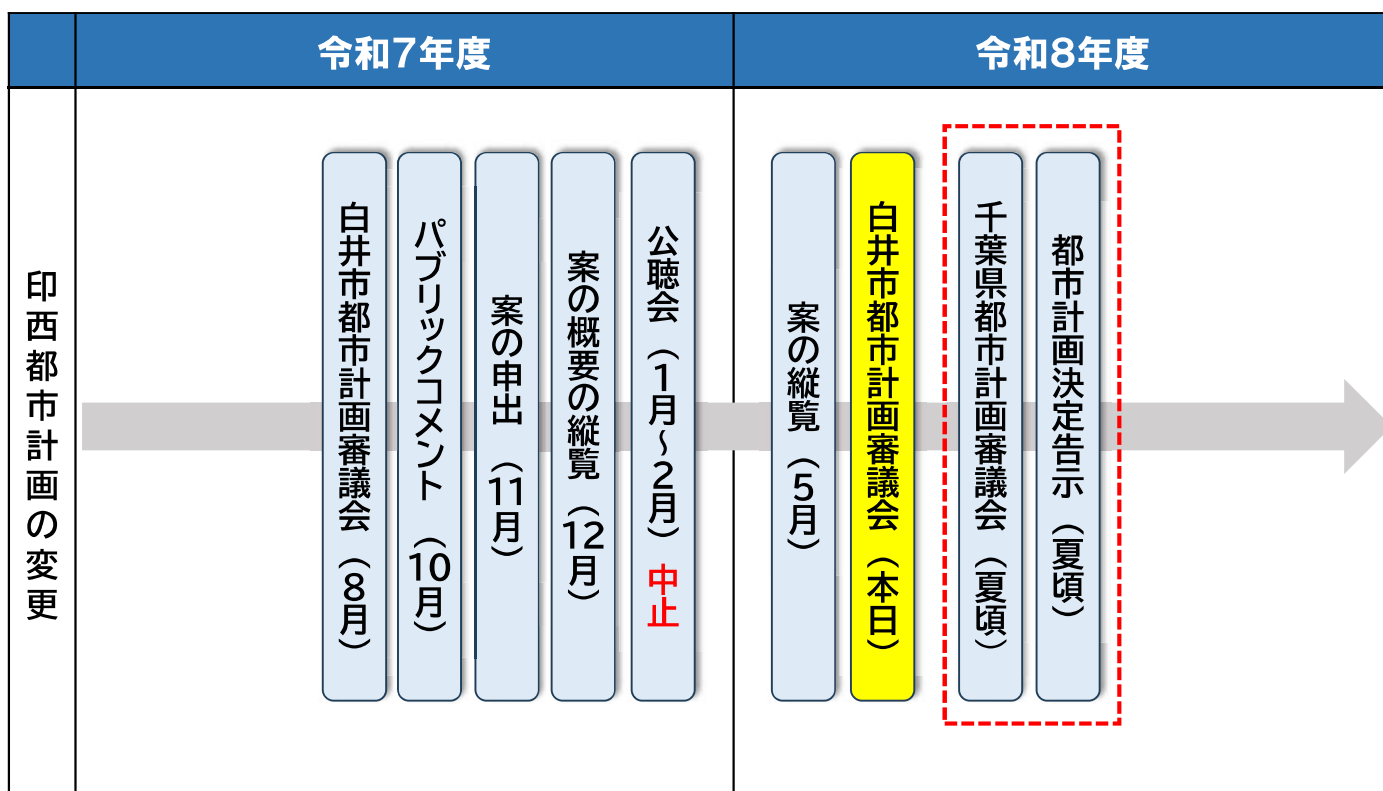 令和7年度
令和8年度
印西都市計画の変更
白井市都市計画審議会（8月）
パブリックコメント（10月）
案の申出（11月）
案の概要の縦覧（12月）
公聴会（1月～2月）中止
案の縦覧（5月）
白井市都市計画審議会（本日）
千葉県都市計画審議会（夏頃）
都市計画決定告示（夏頃）